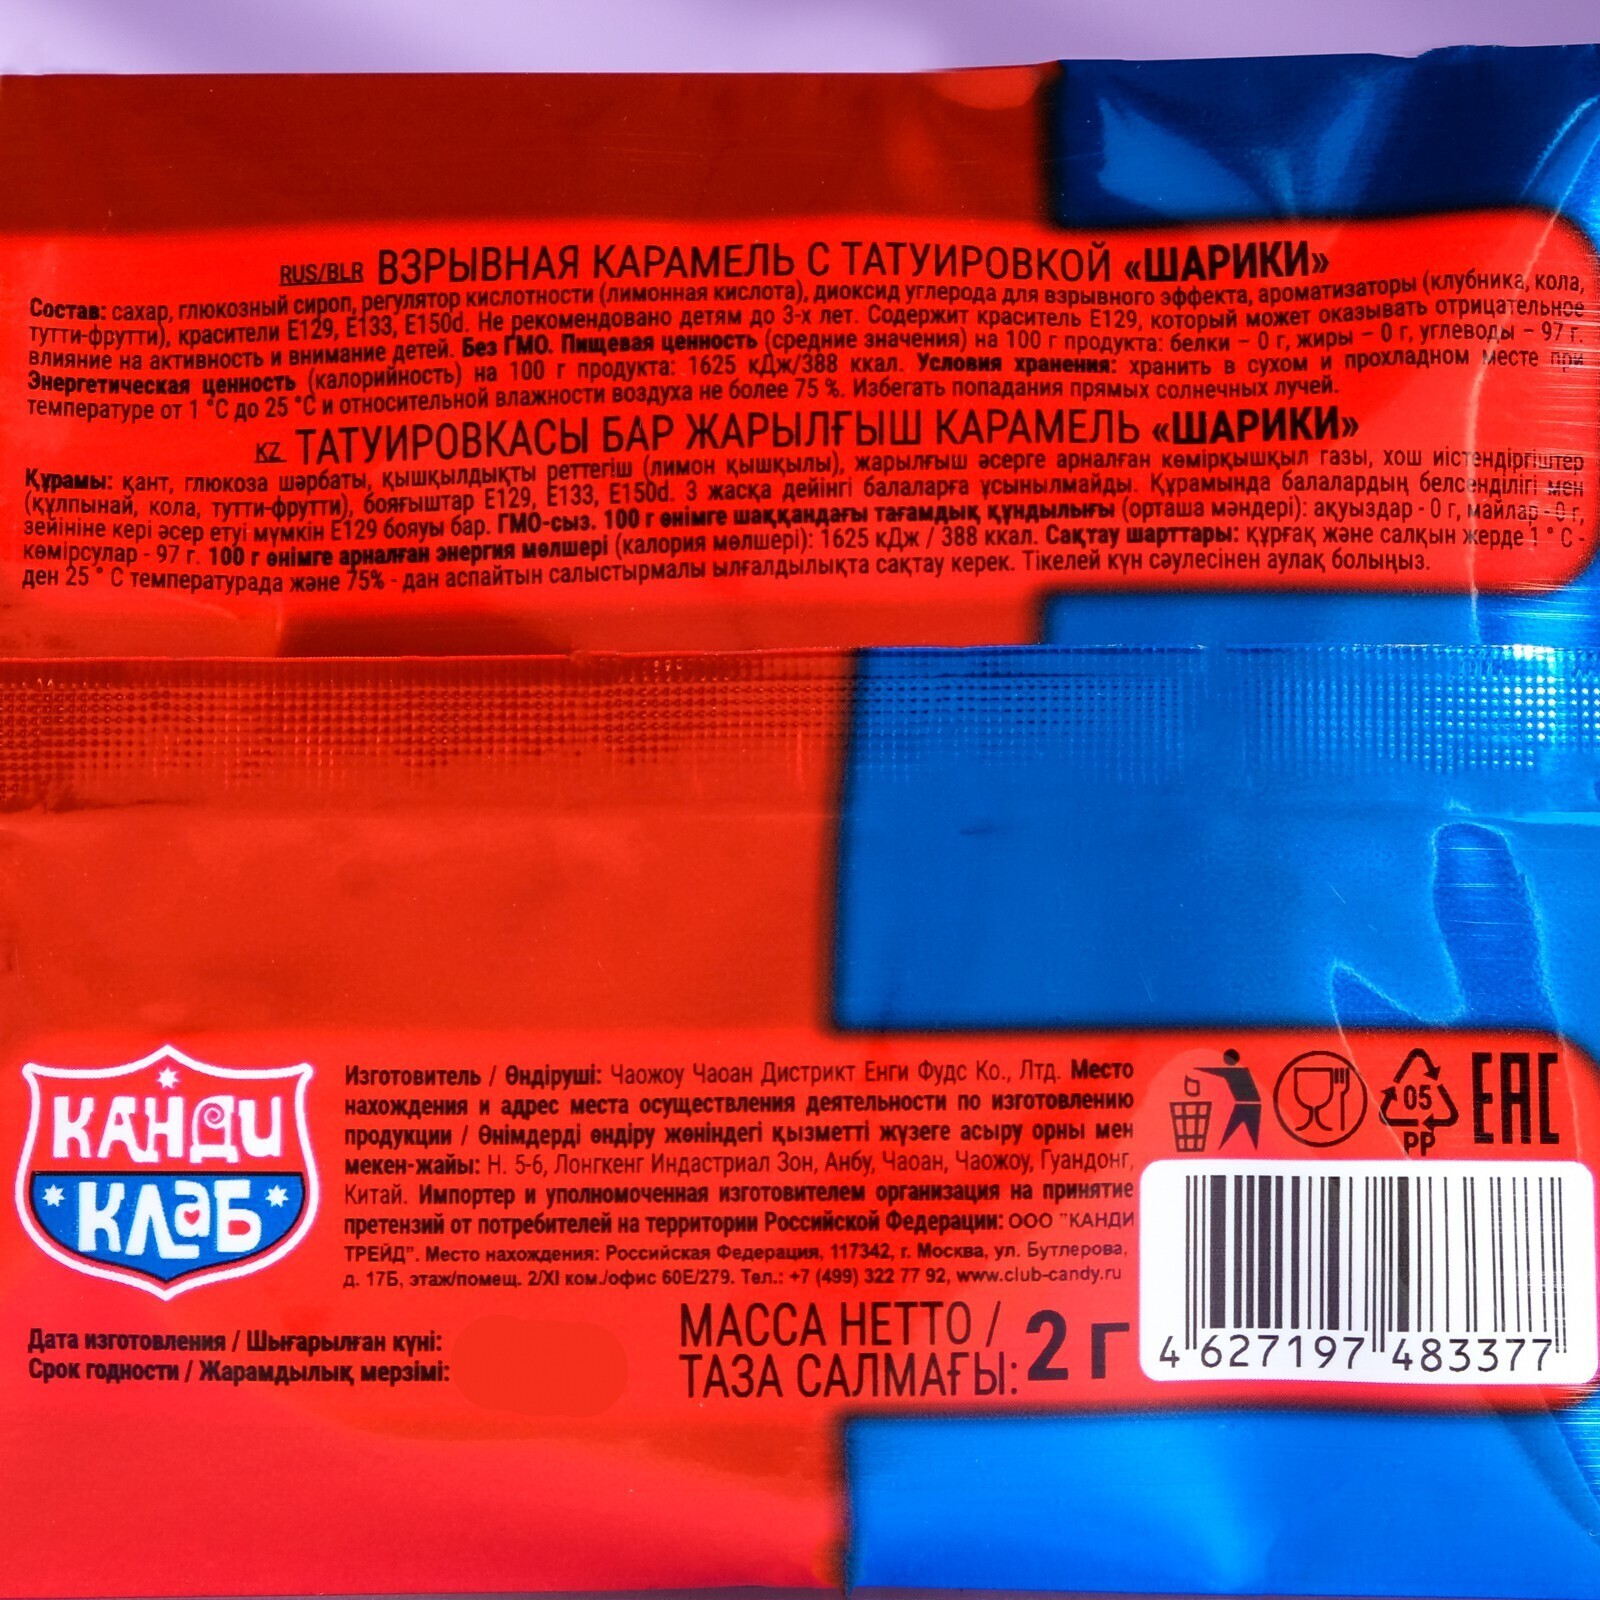 RUS/BLR ВЗРЫВНАЯ КАРАМЕЛЬ С ТАТУИРОВКОЙ «ШАРИКИ»
Состав: сахар, глюкозный сироп, регулятор кислотности (лимонная кислота), диоксид углерода для взрывного эффекта, ароматизаторы (клубника, кола,
тутти-фрутти), красители Е129, Е133, Е150d. Не рекомендовано детям до 3-х лет. Содержит краситель Е129, который может оказывать отрицательное
влияние на активность и внимание детей. Без ГМО. Пищевая ценность (средние значения) на 100 г продукта: белки – 0 г, жиры – 0 г, углеводы – 97 г.
Энергетическая ценность (калорийность) на 100 г продукта: 1625 кДж/388 ккал. Условия хранения: хранить в сухом и прохладном месте при
температуре от 1 °С до 25 °С и относительной влажности воздуха не более 75 %. Избегать попадания прямых солнечных лучей.
KZ ТАТУИРОВКАСЫ БАР ЖАРЫЛҒЫШ КАРАМЕЛЬ «ШАРИКИ»
Құрамы: қант, глюкоза шәрбаты, қышқылдықты реттегіш (лимон қышқылы), жарылғыш әсерге арналған көмірқышқыл газы, хош иістендіргіштер
(құлпынай, кола, тутти-фрутти), бояғыштар Е129, Е133, Е150d. 3 жасқа дейінгі балаларға ұсынылмайды. Құрамында балалардың белсенділігі мен
зейініне кері әсер етуі мүмкін Е129 бояуы бар. ГМО-сыз. 100 г өнімге шаққандағы тағамдық құндылығы (орташа мәндері): ақуыздар - 0 г, майлар - 0 г,
көмірсулар - 97 г. 100 г өнімге арналған энергия мөлшері (калория мөлшері): 1625 кДж / 388 ккал. Сақтау шарттары: құрғақ және салқын жерде 1 ° С -
ден 25 ° С температурада және 75% - дан аспайтын салыстырмалы ылғалдылықта сақтау керек. Тікелей күн сәулесінен аулақ болыңыз.
КАНДИ
КЛАБ
Изготовитель / Өндіруші: Чаожоу Чаоан Дистрикт Енги Фудс Ко., Лтд. Место
нахождения и адрес места осуществления деятельности по изготовлению
продукции / Өнімдерді өндіру жөніндегі қызметті жүзеге асыру орны мен
мекен-жайы: Н. 5-6, Лонгкенг Индастриал Зон, Анбу, Чаоан, Чаожоу, Гуандонг,
Китай. Импортер и уполномоченная изготовителем организация на принятие
претензий от потребителей на территории Российской Федерации: ООО "КАНДИ
ТРЕЙД". Место нахождения: Российская Федерация, 117342, г. Москва, ул. Бутлерова,
д. 17Б, этаж/помещ. 2/XI ком./офис 60Е/279. Тел.: +7 (499) 322 77 92, www.club-candy.ru
05
PP
EAC
Дата изготовления / Шығарылған күні:
Срок годности / Жарамдылық мерзімі:
МАССА НЕТТО /
ТАЗА САЛМАҒЫ: 2 г
4 627197 483377